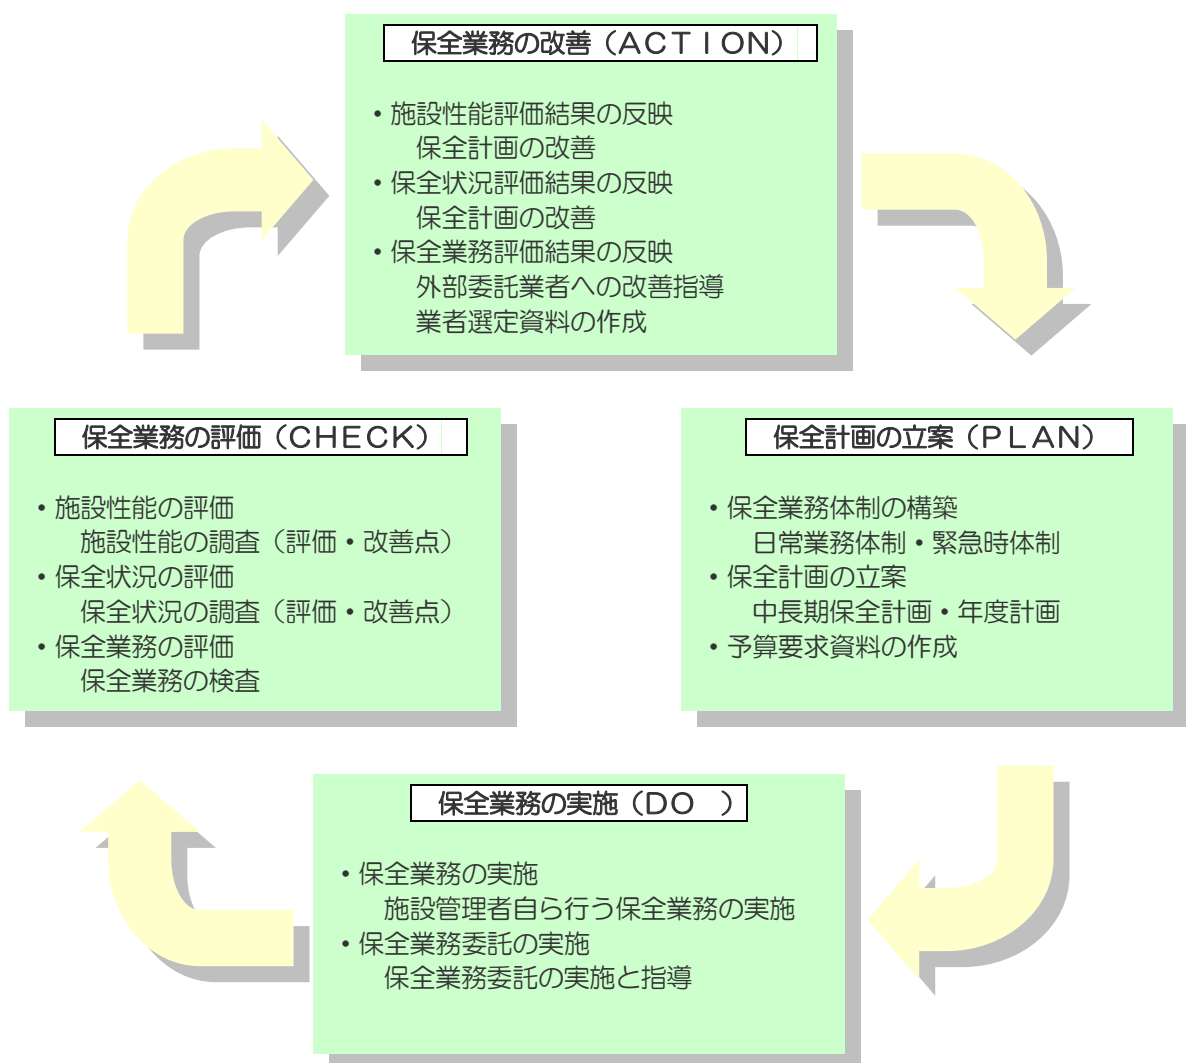 保全業務の改善（ＡＣＴＩＯＮ）
・施設性能評価結果の反映
保全計画の改善
・保全状況評価結果の反映
保全計画の改善
・保全業務評価結果の反映
外部委託業者への改善指導
業者選定資料の作成
保全業務の評価（ＣＨＥＣＫ）
・施設性能の評価
施設性能の調査（評価・改善点）
・保全状況の評価
保全状況の調査（評価・改善点）
・保全業務の評価
保全業務の検査
保全計画の立案（ＰＬＡＮ）
・保全業務体制の構築
日常業務体制・緊急時体制
・保全計画の立案
中長期保全計画・年度計画
・予算要求資料の作成
保全業務の実施（ＤＯ　）
・保全業務の実施
施設管理者自ら行う保全業務の実施
・保全業務委託の実施
保全業務委託の実施と指導